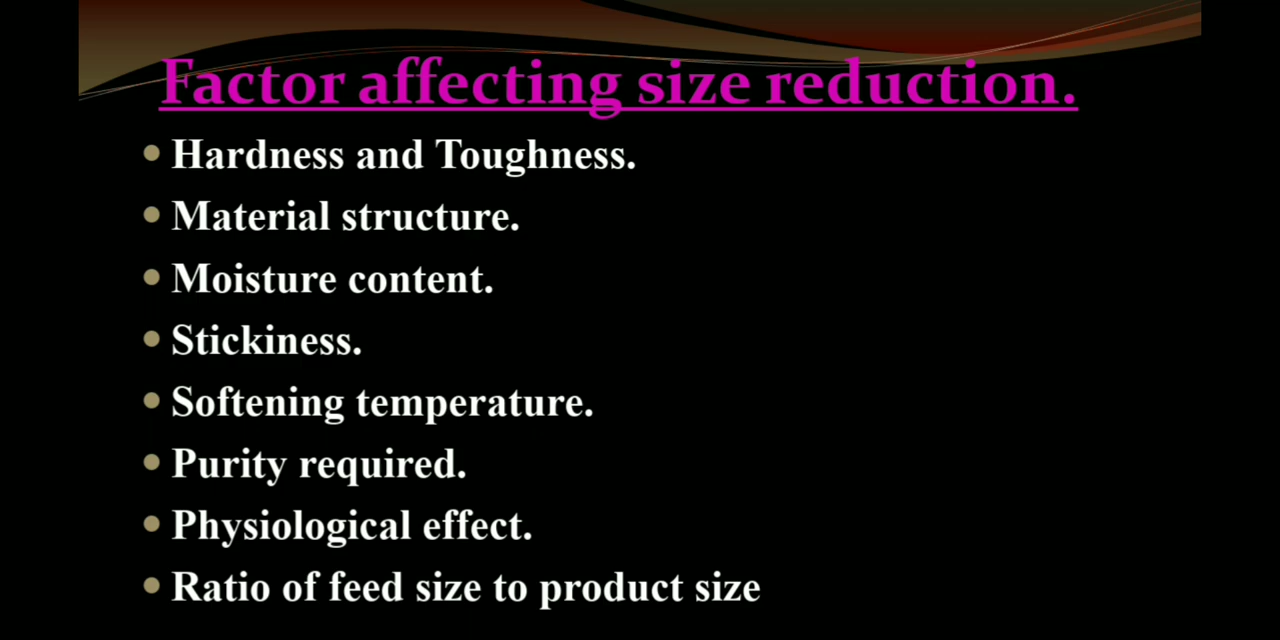 Factor affecting size reduction.
Hardness and Toughness.
Material structure.
Moisture content.
Stickiness.
Softening temperature.
Purity required.
Physiological effect.
Ratio of feed size to product size